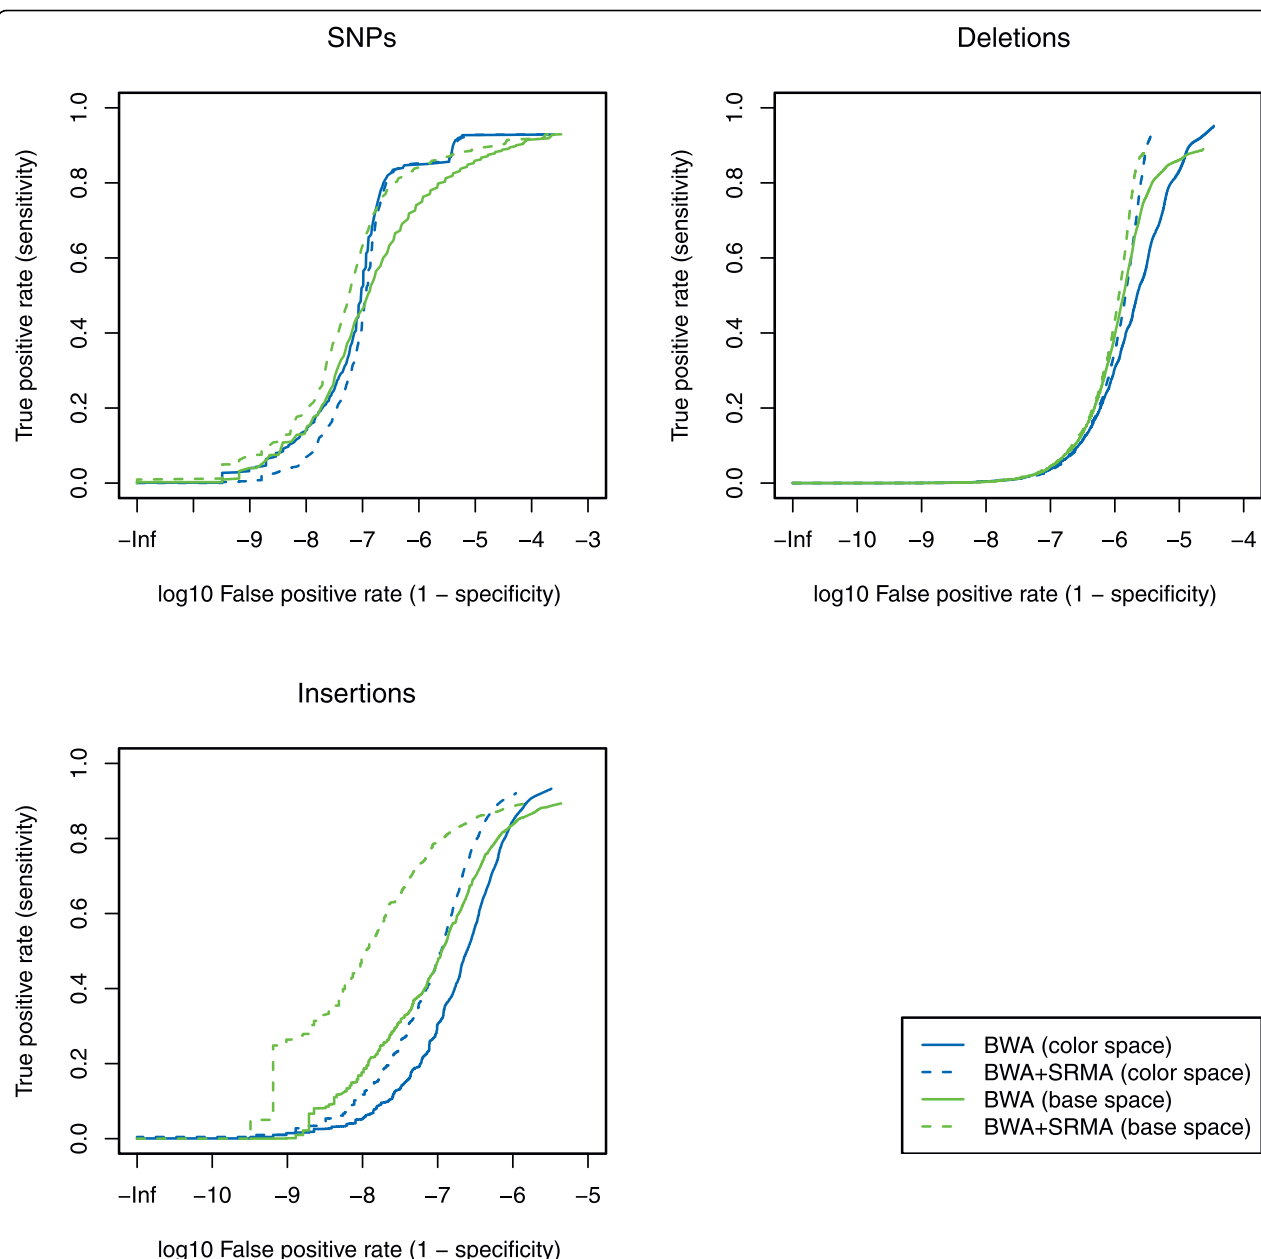 SNPs
True positive rate (sensitivity)
1.0
0.8
0.6
0.4
0.2
0.0
−Inf −9 −8 −7 −6 −5 −4 −3
log10 False positive rate (1 − specificity)
Deletions
True positive rate (sensitivity)
1.0
0.8
0.6
0.4
0.2
0.0
−Inf −10 −9 −8 −7 −6 −5 −4
log10 False positive rate (1 − specificity)
Insertions
True positive rate (sensitivity)
1.0
0.8
0.6
0.4
0.2
0.0
−Inf −10 −9 −8 −7 −6 −5
log10 False positive rate (1 − specificity)
BWA (color space)
BWA+SRMA (color space)
BWA (base space)
BWA+SRMA (base space)